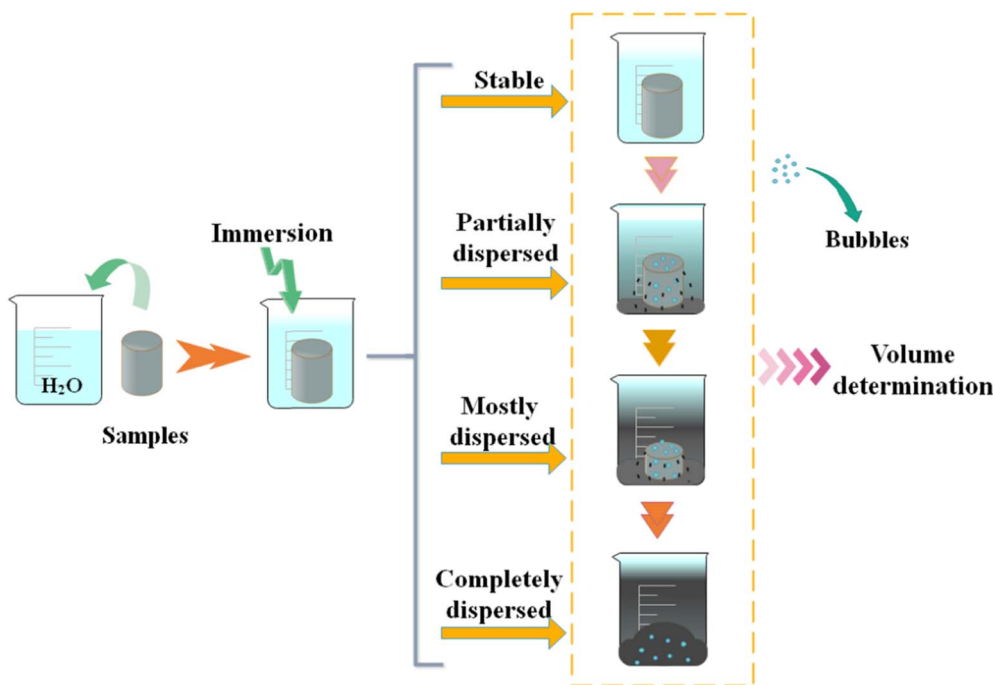 H₂O
Samples
Immersion
Stable
Partially
dispersed
Mostly
dispersed
Completely
dispersed
Bubbles
Volume
determination